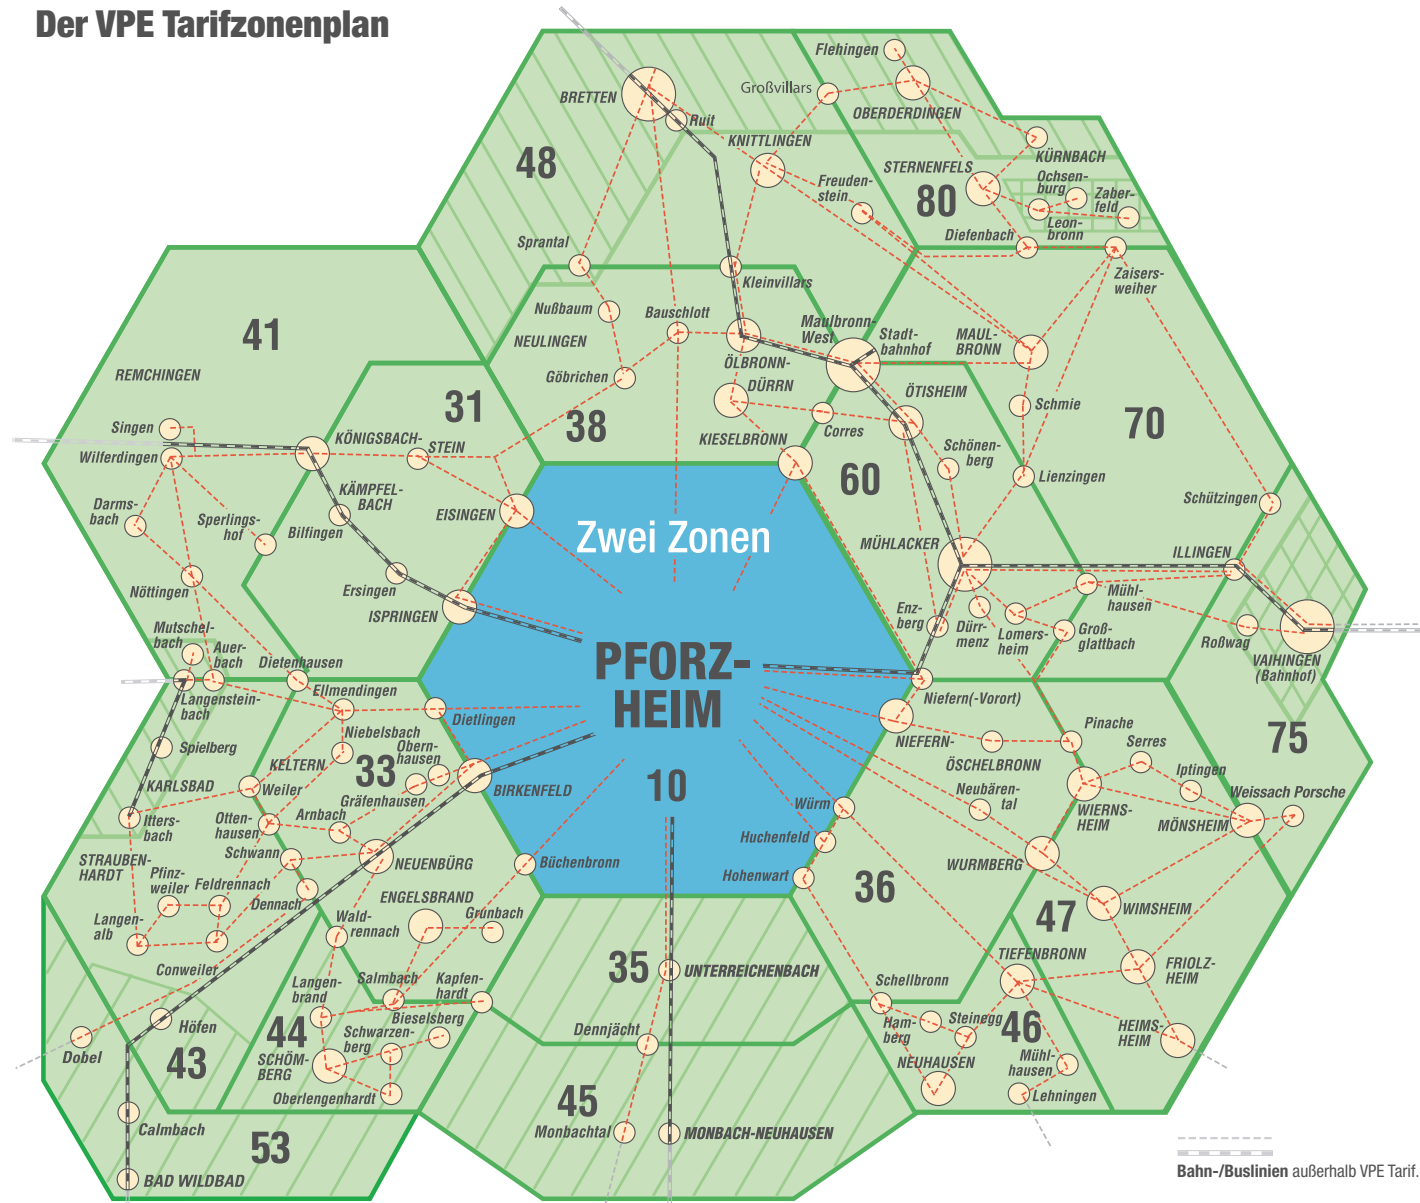 Der VPE Tarifzonenplan
Flehingen
Großvillars
BRETTEN
OBERDERDINGEN
Ruit
KNITTLINGEN
KÜRNBACH
48
STERNENFELS
Ochsen-
burg
Zaber-
feld
Freuden-
stein
80
Leon-
bronn
Diefenbach
Sprantal
Zaisers-
weiher
Kleinvillars
Nußbaum
Bauschlott
Maulbronn-
West
Stadt-
bahnhof
MAUL-
BRONN
41
NEULINGEN
ÖLBRONN-
DÜRRN
REMCHINGEN
Göbrichen
ÖTISHEIM
31
38
Schmie
70
Singen
KÖNIGSBACH-
STEIN
KIESELBRONN
Corres
Schönen-
berg
Wilferdingen
60
Lienzingen
KÄMPFEL-
BACH
Darms-
bach
Sperlings-
hof
Bilfingen
EISINGEN
Schützingen
Zwei Zonen
MÜHLACKER
ILLINGEN
Nöttingen
Ersingen
ISPRINGEN
Enz-
berg
Dürr-
menz
Lomers-
heim
Mühl-
hausen
Groß-
glattbach
Roßwag
VAIHINGEN
(Bahnhof)
Mutschel-
bach
Auer-
bach
Dietenhausen
PFORZ-
HEIM
Langenstein-
bach
Ellmendingen
Dietlingen
Niefern(-Vorort)
Niebelsbach
Pinache
75
Spielberg
KELTERN
Obern-
hausen
33
NIEFERN-
ÖSCHELBRONN
Serres
Iptingen
KARLSBAD
Weiler
Gräfenhausen
BIRKENFELD
10
Neubären-
tal
WIERNS-
HEIM
Weissach Porsche
Itters-
bach
Otten-
hausen
Arnbach
Würm
MÖNSHEIM
Schwann
NEUENBÜRG
Huchenfeld
WURMBERG
STRAUBEN-
HARDT
Büchenbronn
Pfinz-
weiler
Feldrennach
Dennach
Hohenwart
36
ENGELSBRAND
Grunbach
47
WIMSHEIM
Langen-
alb
Wald-
rennach
TIEFENBRONN
Conweiler
Langen-
brand
Salmbach
Kapfen-
hardt
35
UNTERREICHENBACH
Schellbronn
FRIOLZ-
HEIM
Höfen
44
Bieselsberg
Schwarzen-
berg
Dennjächt
Ham-
berg
Steinegg
46
HEIMS-
HEIM
Dobel
43
SCHÖM-
BERG
NEUHAUSEN
Mühl-
hausen
Oberlengenhardt
45
Lehningen
Calmbach
53
Monbachtal
MONBACH-NEUHAUSEN
BAD WILDBAD
Bahn-/Buslinien außerhalb VPE Tarif.